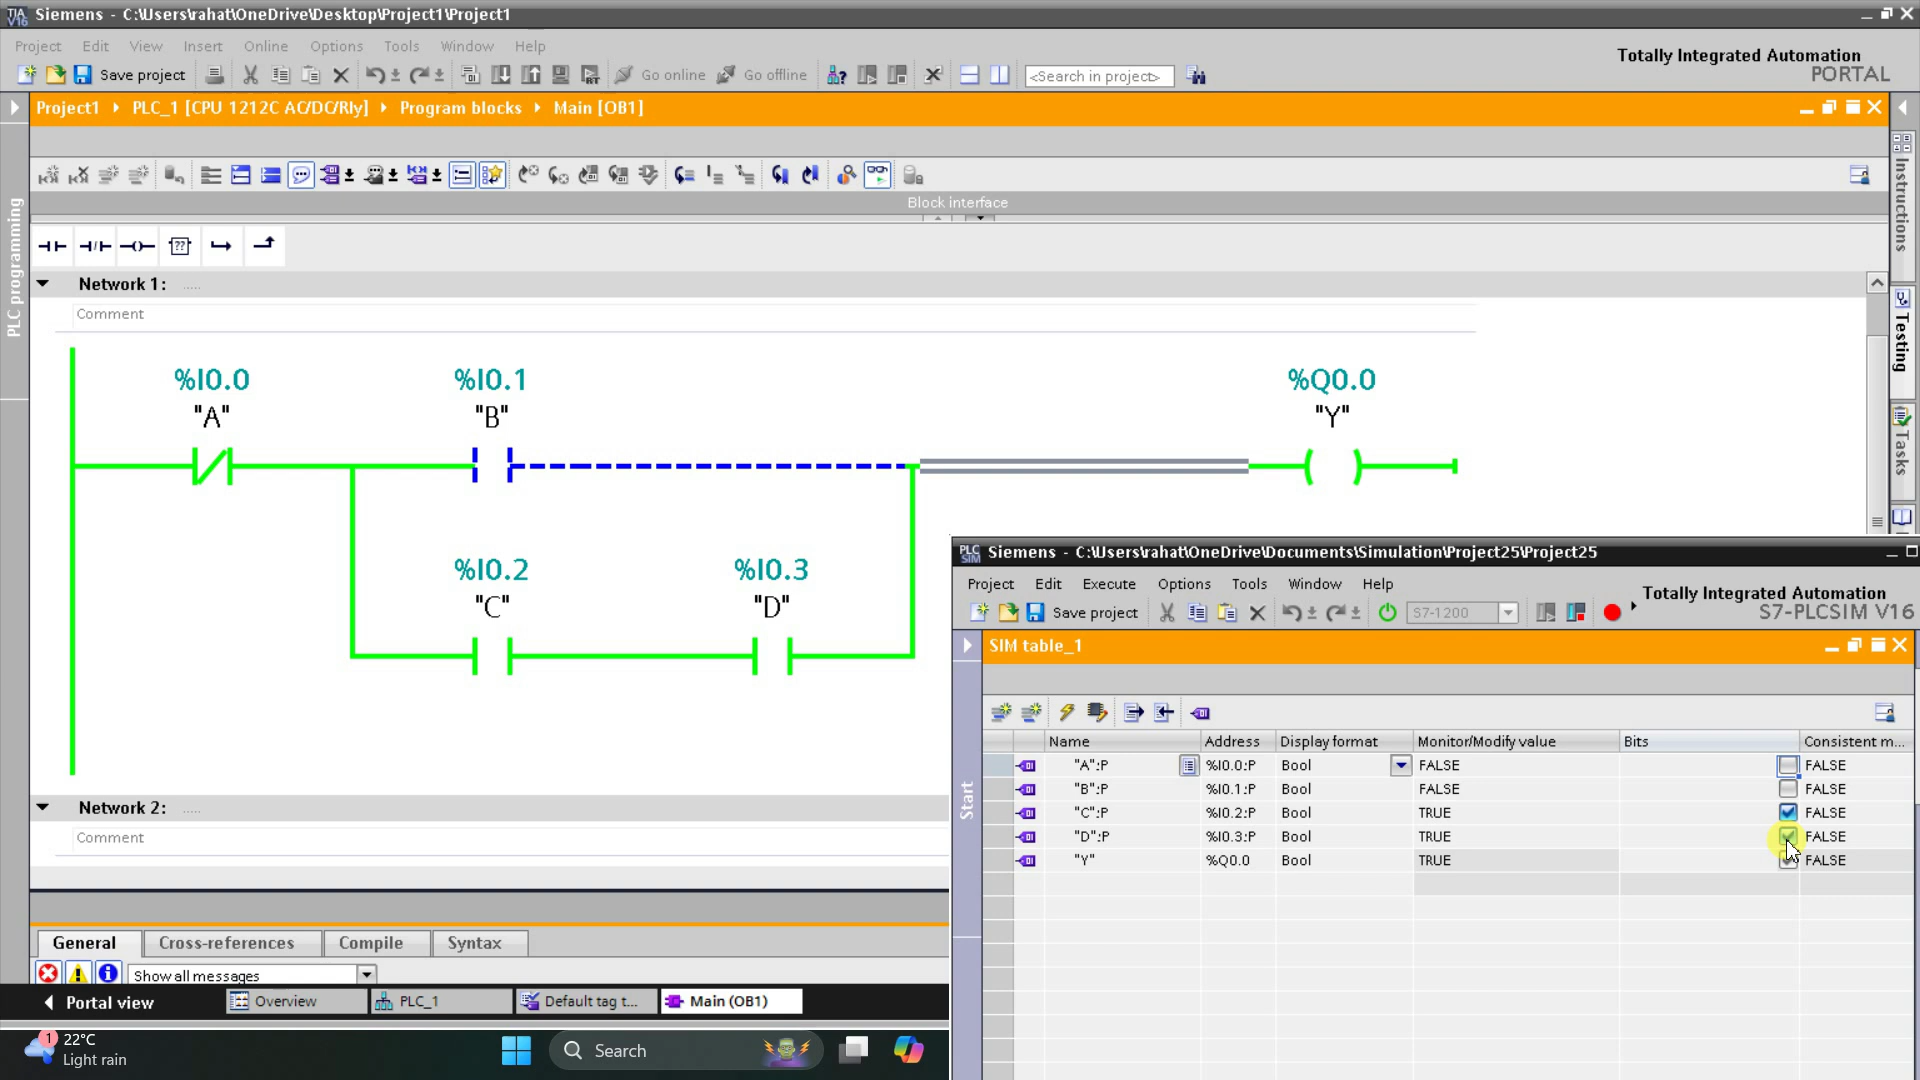 Siemens - C:\Users\rahat\OneDrive\Desktop\Project1\Project1
Project Edit View Insert Online Options Tools Window Help
Totally Integrated Automation
PORTAL
Save project
Go online
Go offline
<Search in project>
Project1 PLC_1 [CPU 1212C AC/DC/Rly] Program blocks Main [OB1]
Block interface
PLC programming
Instructions
Testing
Tasks
Network 1: .....
Comment
%I0.0
"A"
%I0.1
"B"
%Q0.0
"Y"
%I0.2
"C"
%I0.3
"D"
Network 2: .....
Comment
General Cross-references Compile Syntax
Show all messages
Portal view Overview PLC_1 Default tag t... Main (OB1)
1 22°C
Light rain
Search
PLC SIM
Siemens - C:\Users\rahat\OneDrive\Documents\Simulation\Project25\Project25
Project Edit Execute Options Tools Window Help
Totally Integrated Automation
S7-PLCSIM V16
Save project
S7-1200
SIM table_1
Start
Name Address Display format Monitor/Modify value Bits Consistent m...
"A":P %I0.0:P Bool FALSE FALSE
"B":P %I0.1:P Bool FALSE FALSE
"C":P %I0.2:P Bool TRUE FALSE
"D":P %I0.3:P Bool TRUE FALSE
"Y" %Q0.0 Bool TRUE FALSE